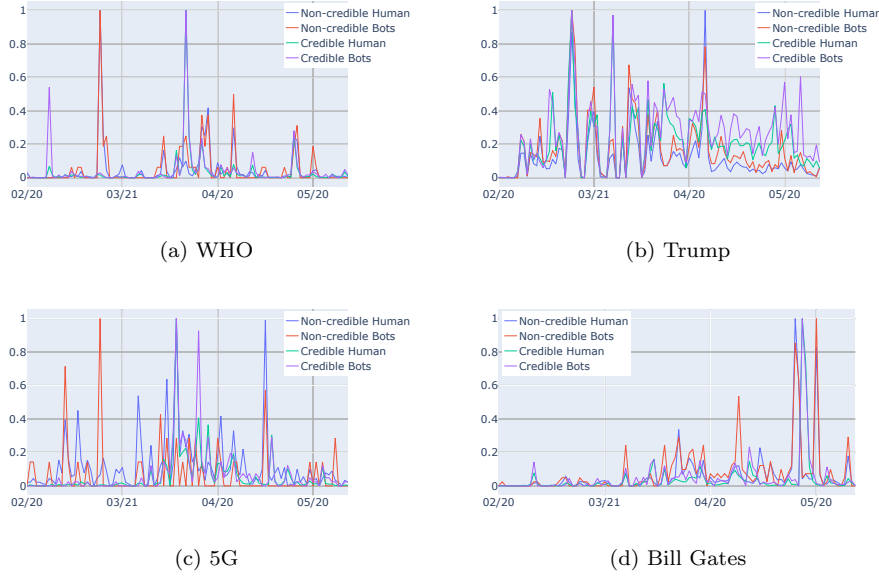 1
0.8
0.6
0.4
0.2
0
02/20
03/21
04/20
05/20
Non-credible Human
Non-credible Bots
Credible Human
Credible Bots
(a) WHO
1
0.8
0.6
0.4
0.2
0
02/20
03/21
04/20
05/20
Non-credible Human
Non-credible Bots
Credible Human
Credible Bots
(b) Trump
1
0.8
0.6
0.4
0.2
0
02/20
03/21
04/20
05/20
Non-credible Human
Non-credible Bots
Credible Human
Credible Bots
(c) 5G
1
0.8
0.6
0.4
0.2
0
02/20
03/21
04/20
05/20
Non-credible Human
Non-credible Bots
Credible Human
Credible Bots
(d) Bill Gates